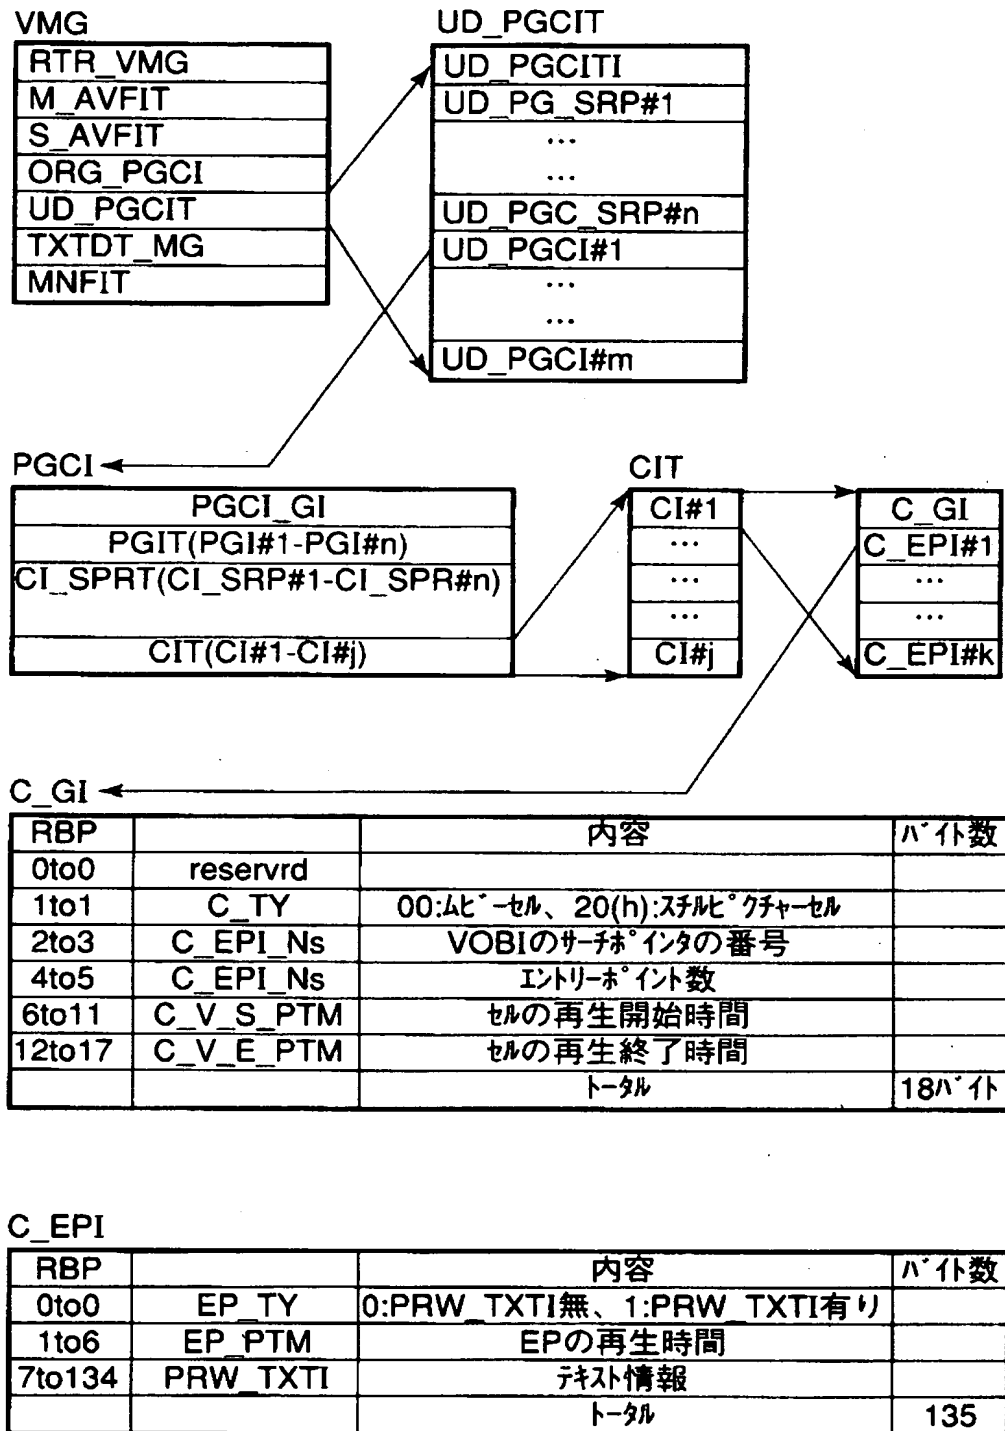 VMG
RTR_VMG
M_AVFIT
S_AVFIT
ORG_PGCI
UD_PGCIT
TXTDT_MG
MNFIT
UD_PGCIT
UD_PGCITI
UD_PG_SRP#1
...
...
UD_PGC_SRP#n
UD_PGCI#1
...
...
UD_PGCI#m
PGCI
PGCI_GI
PGIT(PGI#1-PGI#n)
CI_SPRT(CI_SRP#1-CI_SPR#n)
CIT(CI#1-CI#j)
CIT
CI#1
...
...
...
CI#j
C_GI
C_EPI#1
...
...
C_EPI#k
C_GI
RBP 内容 ﾊﾞｲﾄ数
0to0 reservrd
1to1 C_TY 00:ﾑﾋﾞｰｾﾙ、20(h):ｽﾁﾙﾋﾟｸﾁｬｰｾﾙ
2to3 C_EPI_Ns VOBIのｻｰﾁﾎﾟｲﾝﾀの番号
4to5 C_EPI_Ns ｴﾝﾄﾘｰﾎﾟｲﾝﾄ数
6to11 C_V_S_PTM ｾﾙの再生開始時間
12to17 C_V_E_PTM ｾﾙの再生終了時間
ﾄｰﾀﾙ 18ﾊﾞｲﾄ
C_EPI
RBP 内容 ﾊﾞｲﾄ数
0to0 EP_TY 0:PRW_TXTI無、1:PRW_TXTI有り
1to6 EP_PTM EPの再生時間
7to134 PRW_TXTI ﾃｷｽﾄ情報
ﾄｰﾀﾙ 135